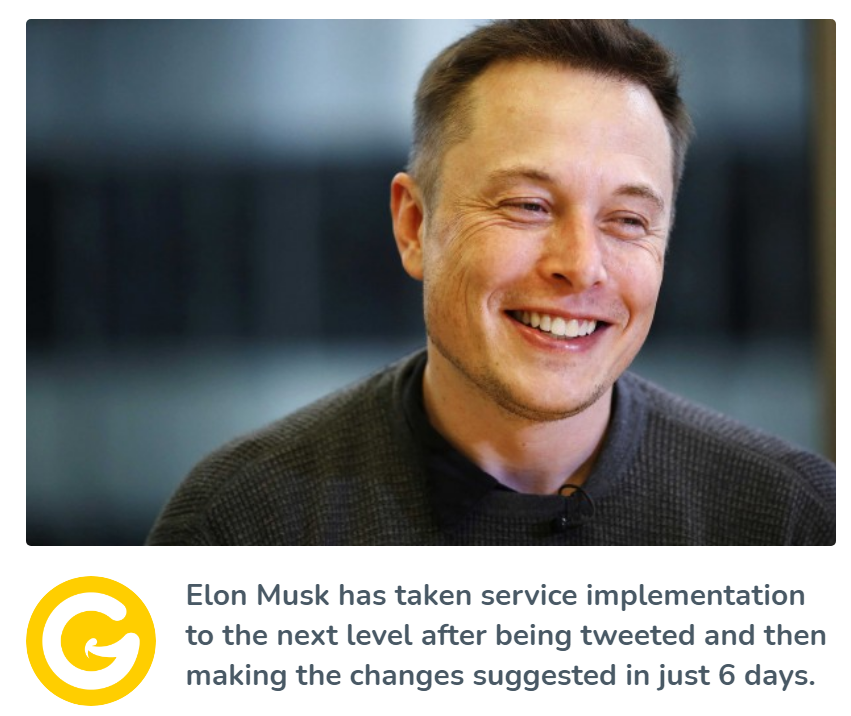 Elon Musk has taken service implementation
to the next level after being tweeted and then
making the changes suggested in just 6 days.